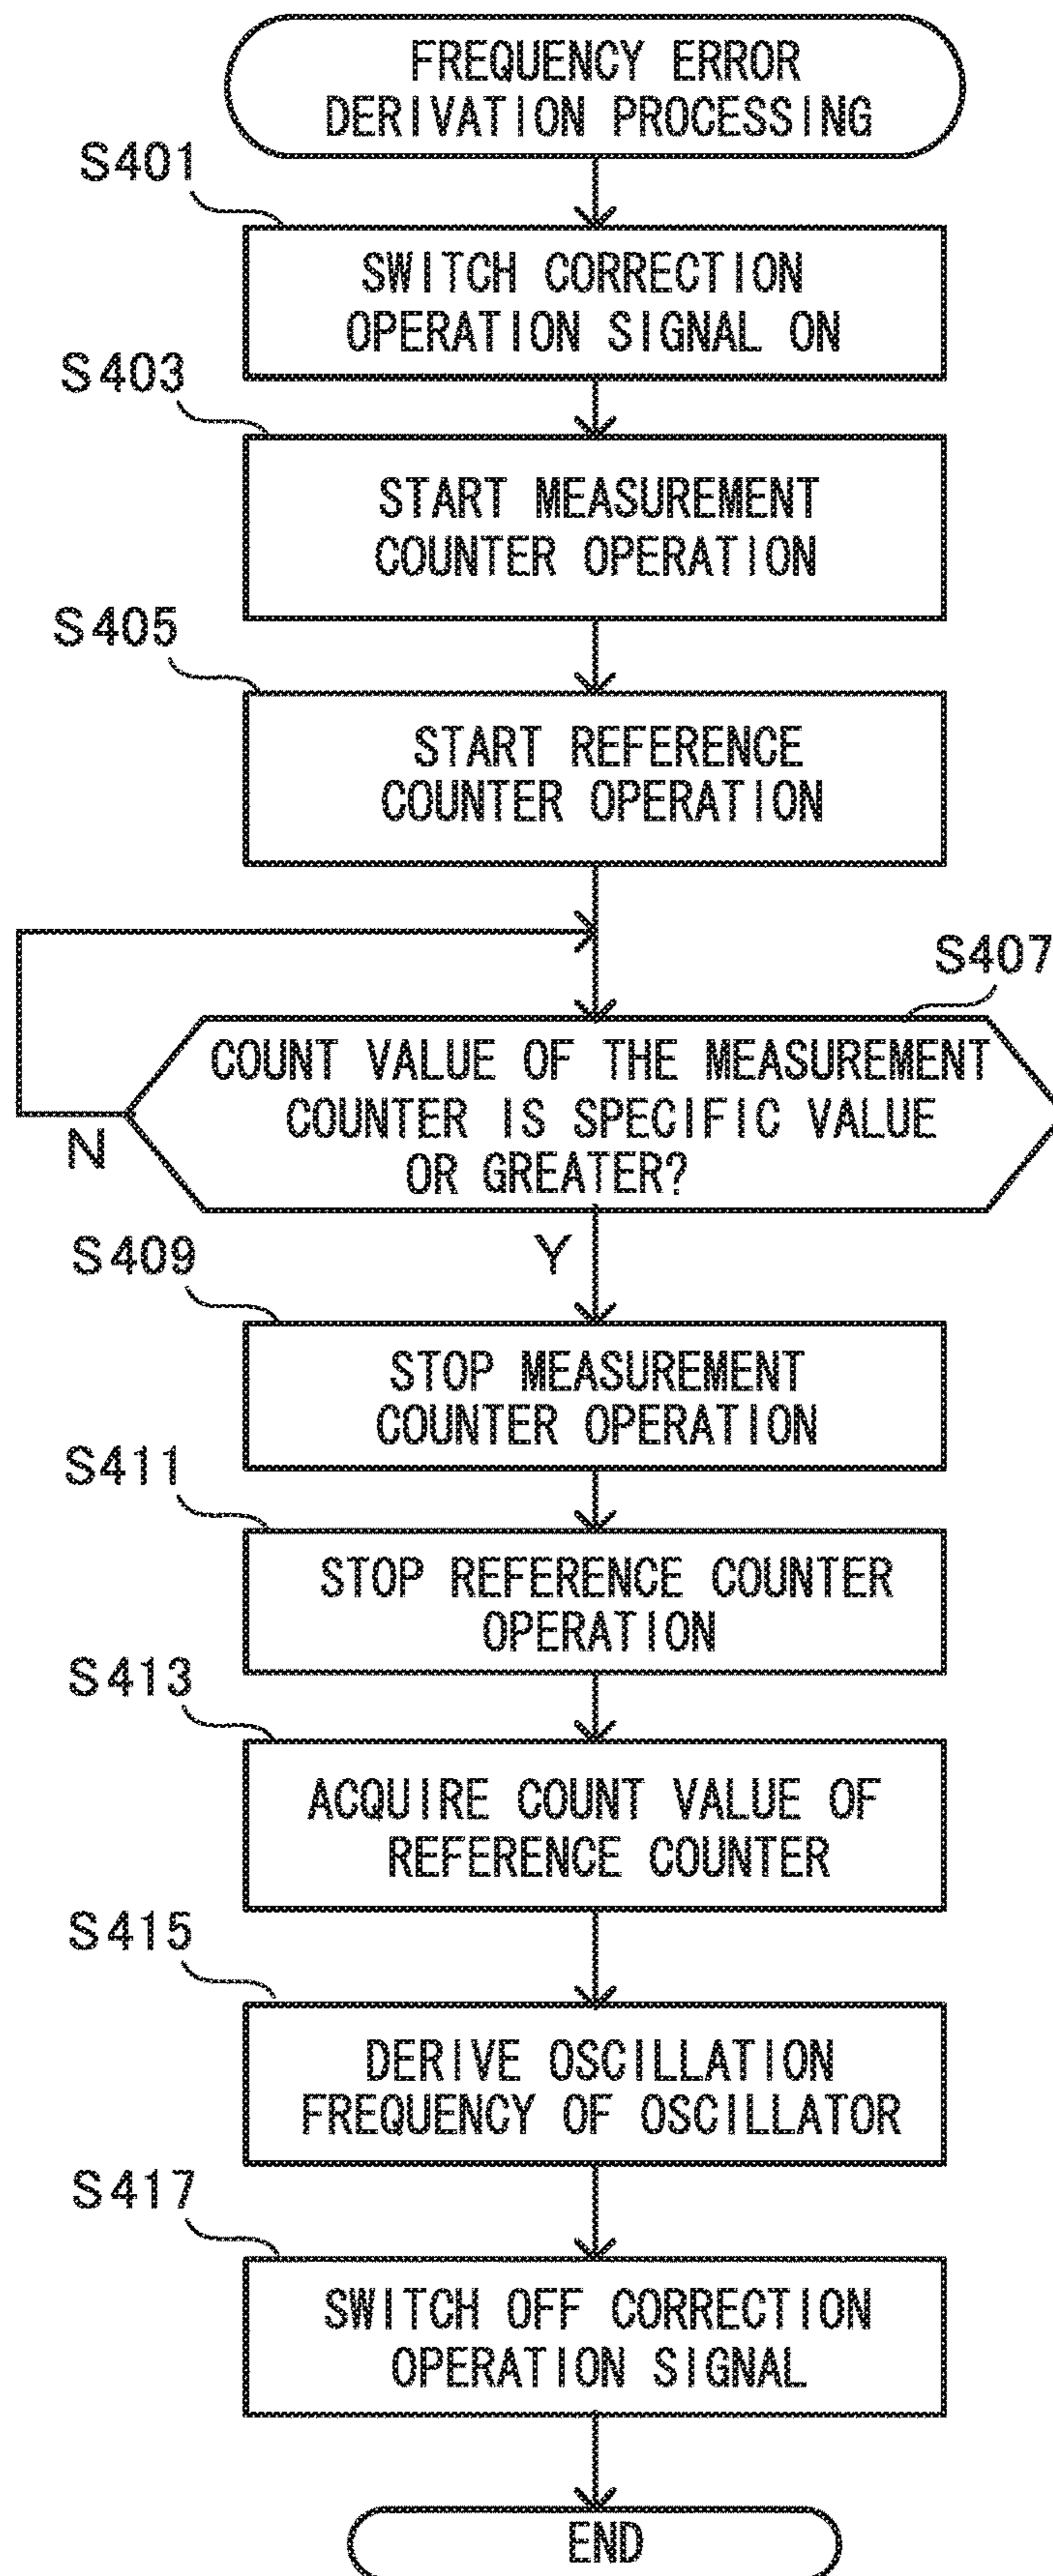 FREQUENCY ERROR
DERIVATION PROCESSING
S401
SWITCH CORRECTION
OPERATION SIGNAL ON
S403
START MEASUREMENT
COUNTER OPERATION
S405
START REFERENCE
COUNTER OPERATION
S407
COUNT VALUE OF THE MEASUREMENT
COUNTER IS SPECIFIC VALUE
OR GREATER?
N
Y
S409
STOP MEASUREMENT
COUNTER OPERATION
S411
STOP REFERENCE COUNTER
OPERATION
S413
ACQUIRE COUNT VALUE OF
REFERENCE COUNTER
S415
DERIVE OSCILLATION
FREQUENCY OF OSCILLATOR
S417
SWITCH OFF CORRECTION
OPERATION SIGNAL
END